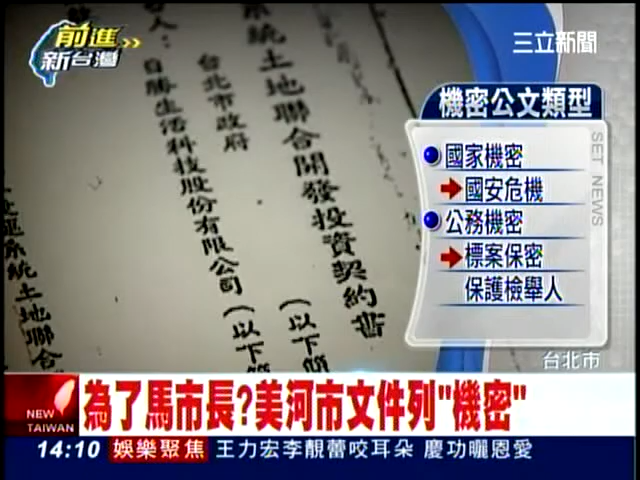 前進
新台灣
三立新聞
系統土地聯合開發投資契約書
台北市政府
人：日勝生活科技股份有限公司
(以下簡
(以下簡
系統土地聯合
機密公文類型
國家機密
國安危機
公務機密
標案保密
保護檢舉人
SET NEWS
台北市
NEW
TAIWAN
為了馬市長?美河市文件列"機密"
14:10 娛樂聚焦 王力宏李靚蕾咬耳朵 慶功曬恩愛